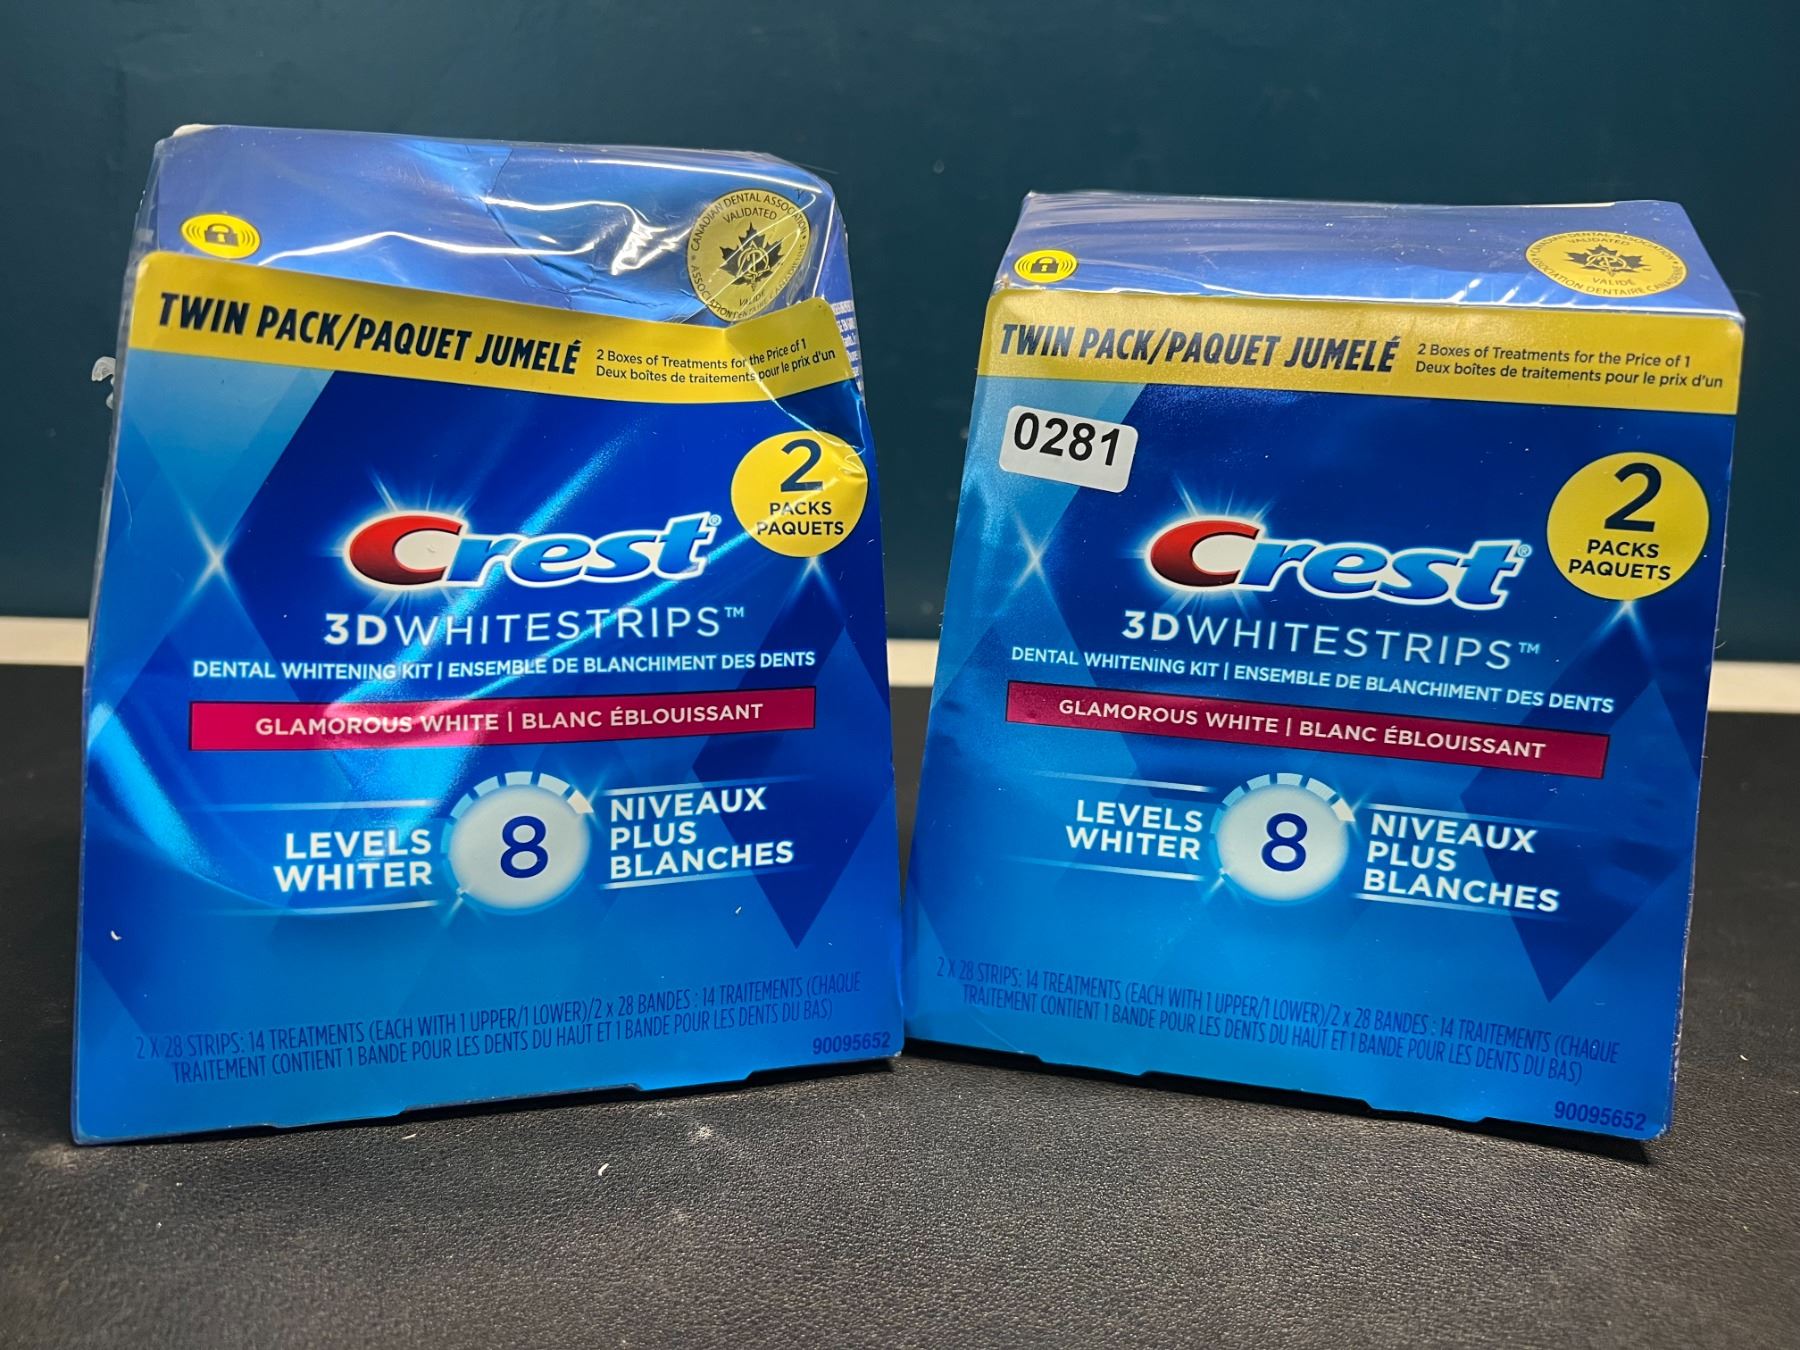 CANADIAN DENTAL ASSOCIATION
VALIDATED
VALIDÉ
TWIN PACK/PAQUET JUMELÉ
2 Boxes of Treatments for the Price of 1
Deux boîtes de traitements pour le prix d'un
2
PACKS
PAQUETS
Crest®
3DWHITESTRIPS™
DENTAL WHITENING KIT | ENSEMBLE DE BLANCHIMENT DES DENTS
GLAMOROUS WHITE | BLANC ÉBLOUISSANT
LEVELS
WHITER
8
NIVEAUX
PLUS
BLANCHES
2 X 28 STRIPS: 14 TREATMENTS (EACH WITH 1 UPPER/1 LOWER)/2 x 28 BANDES : 14 TRAITEMENTS (CHAQUE
TRAITEMENT CONTIENT 1 BANDE POUR LES DENTS DU HAUT ET 1 BANDE POUR LES DENTS DU BAS)
90095652
CANADIAN DENTAL ASSOCIATION
VALIDATED
VALIDÉ
ASSOCIATION DENTAIRE CANADIENNE
TWIN PACK/PAQUET JUMELÉ
2 Boxes of Treatments for the Price of 1
Deux boîtes de traitements pour le prix d'un
0281
2
PACKS
PAQUETS
Crest®
3DWHITESTRIPS™
DENTAL WHITENING KIT | ENSEMBLE DE BLANCHIMENT DES DENTS
GLAMOROUS WHITE | BLANC ÉBLOUISSANT
LEVELS
WHITER
8
NIVEAUX
PLUS
BLANCHES
2 X 28 STRIPS: 14 TREATMENTS (EACH WITH 1 UPPER/1 LOWER)/2 x 28 BANDES : 14 TRAITEMENTS (CHAQUE
TRAITEMENT CONTIENT 1 BANDE POUR LES DENTS DU HAUT ET 1 BANDE POUR LES DENTS DU BAS)
90095652